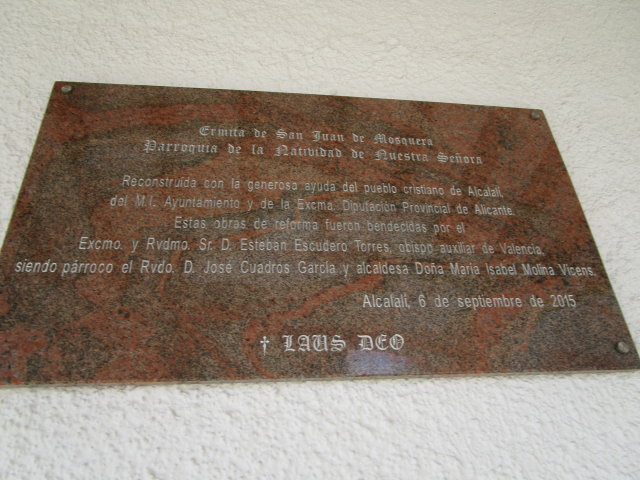 Ermita de San Juan de Mosquera
Parroquia de la Natividad de Nuestra Señora
Reconstruida con la generosa ayuda del pueblo cristiano de Alcalalí,
del M.I. Ayuntamiento y de la Excma. Diputación Provincial de Alicante.
Estas obras de reforma fueron bendecidas por el
Excmo. y Rvdmo. Sr. D. Esteban Escudero Torres, obispo auxiliar de Valencia,
siendo párroco el Rvdo. D. José Cuadros García y alcaldesa Doña María Isabel Molina Vicens.
Alcalalí, 6 de septiembre de 2015
† LAUS DEO